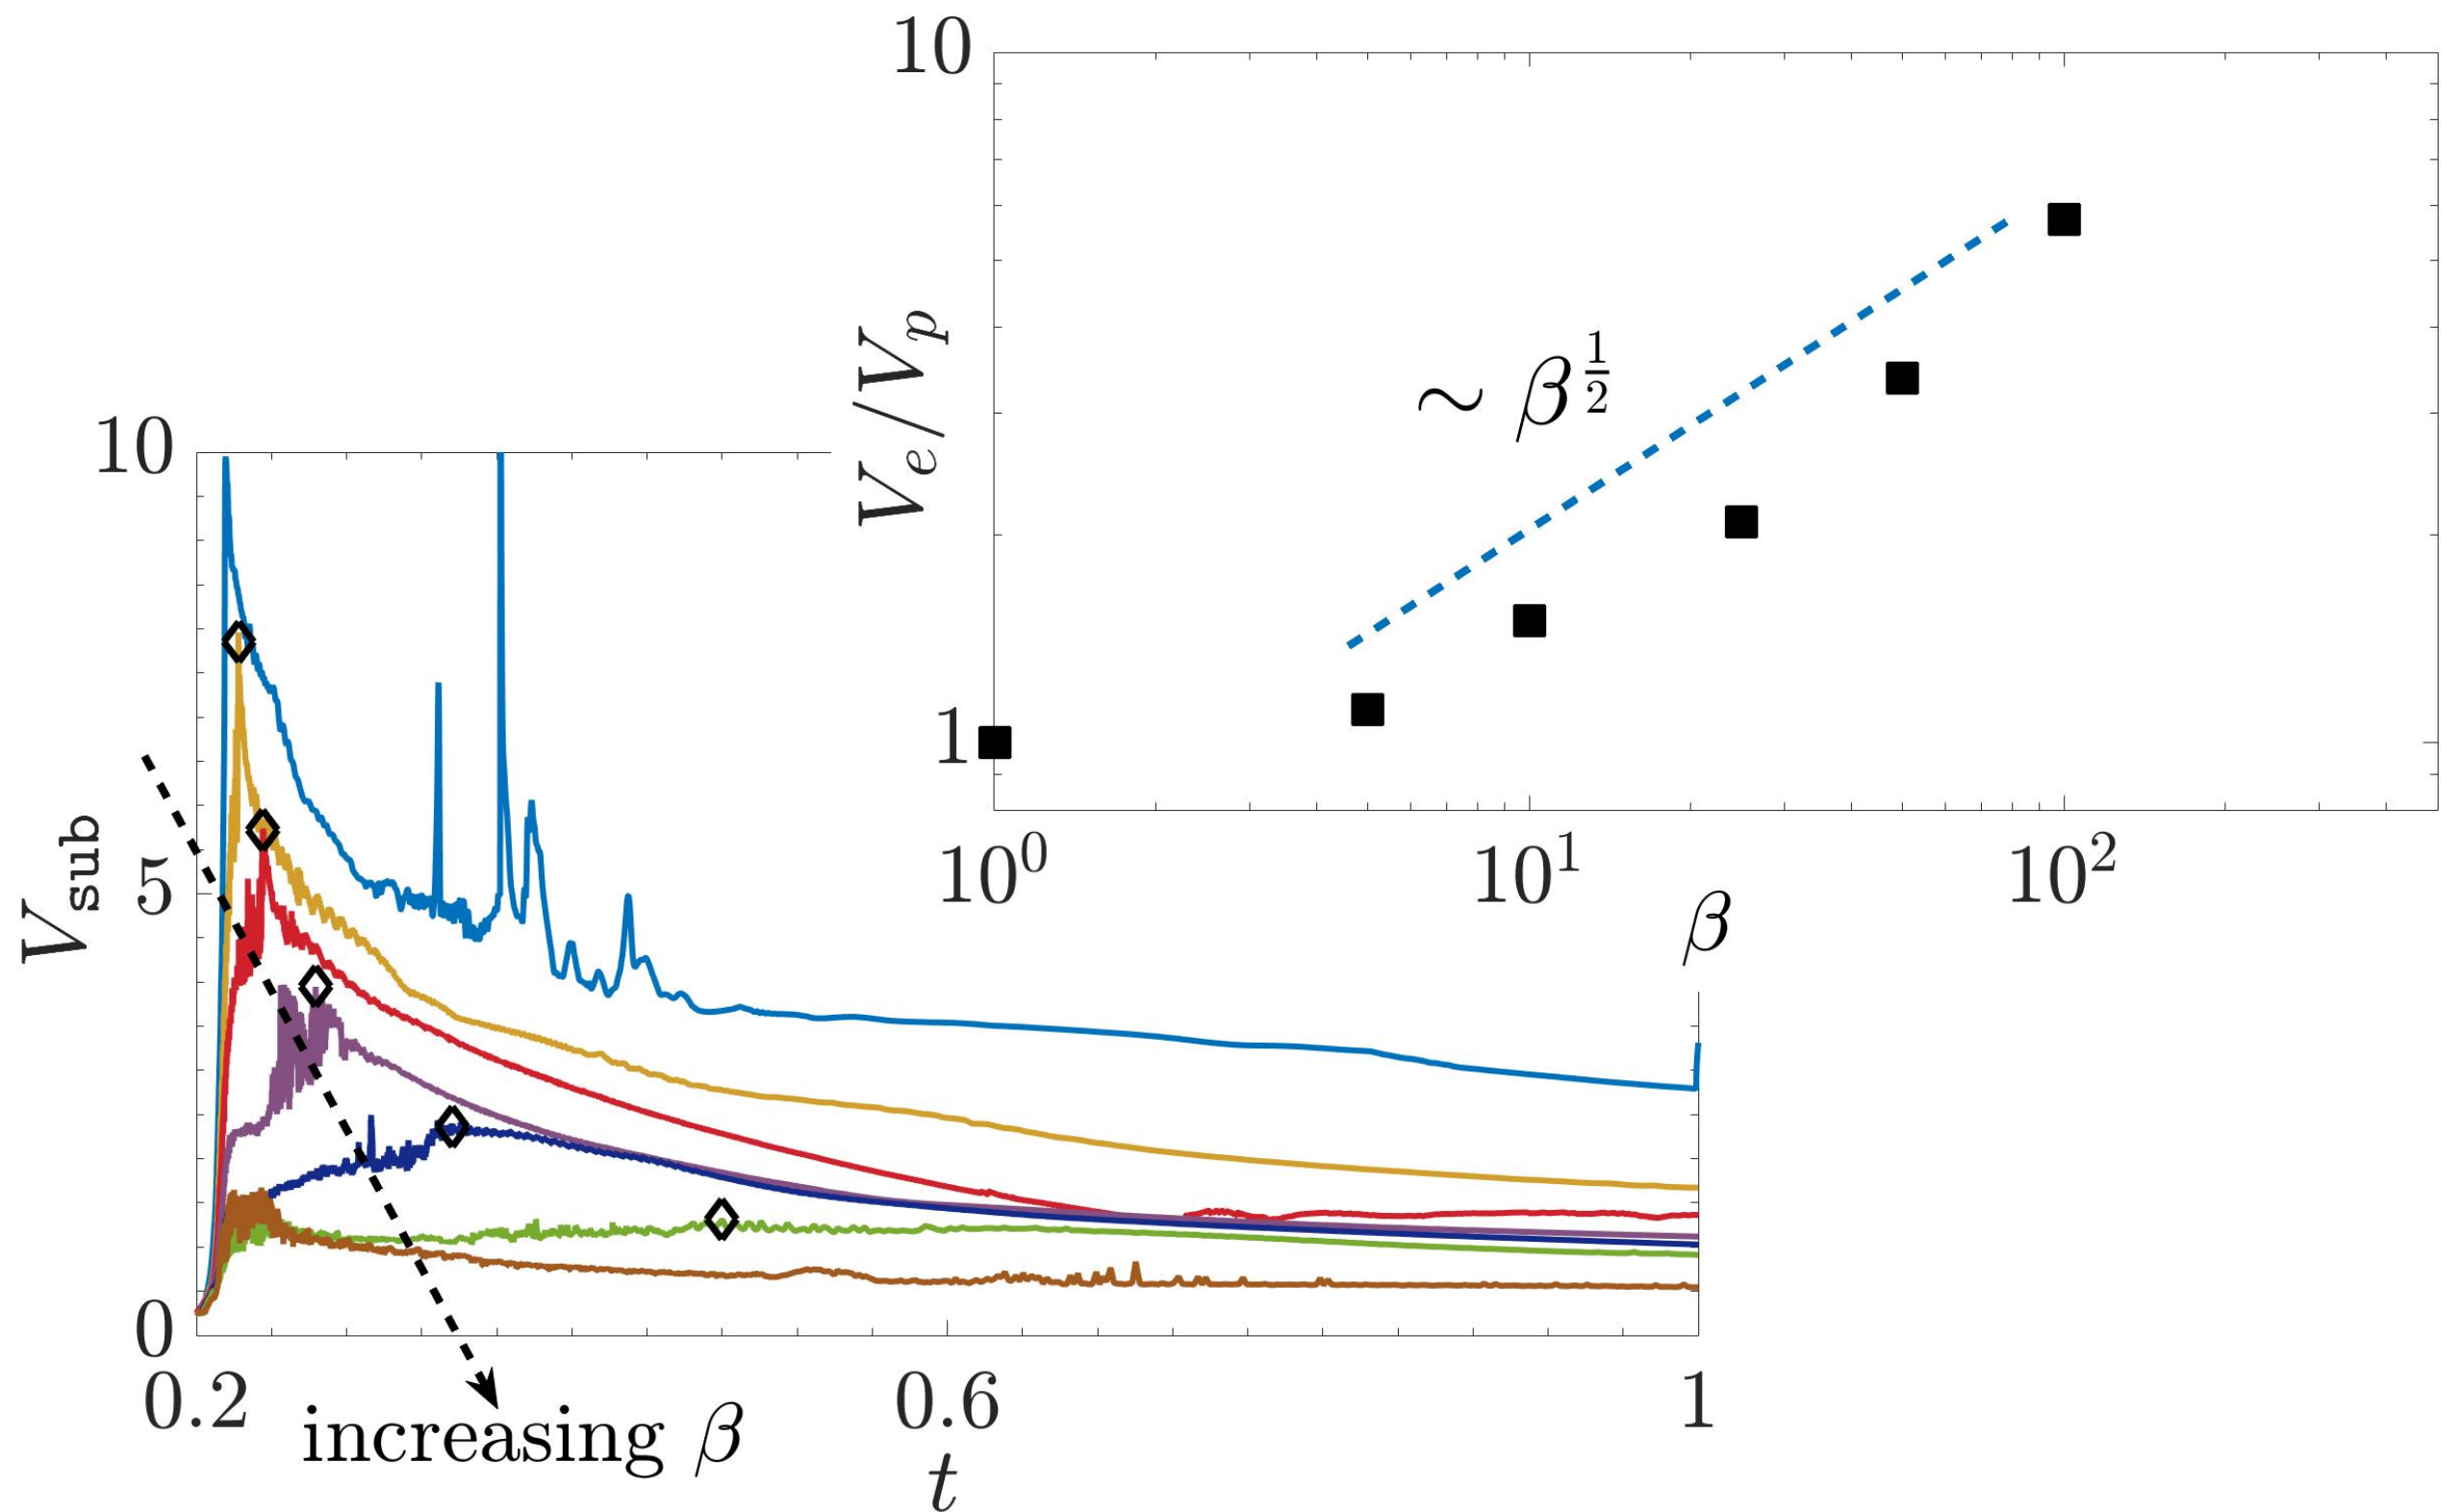 10
V_e/V_p
∼ β^{1/2}
1
10^0 10^1 10^2
β
10
V_sub
5
0
0.2 0.6 1
increasing β
t